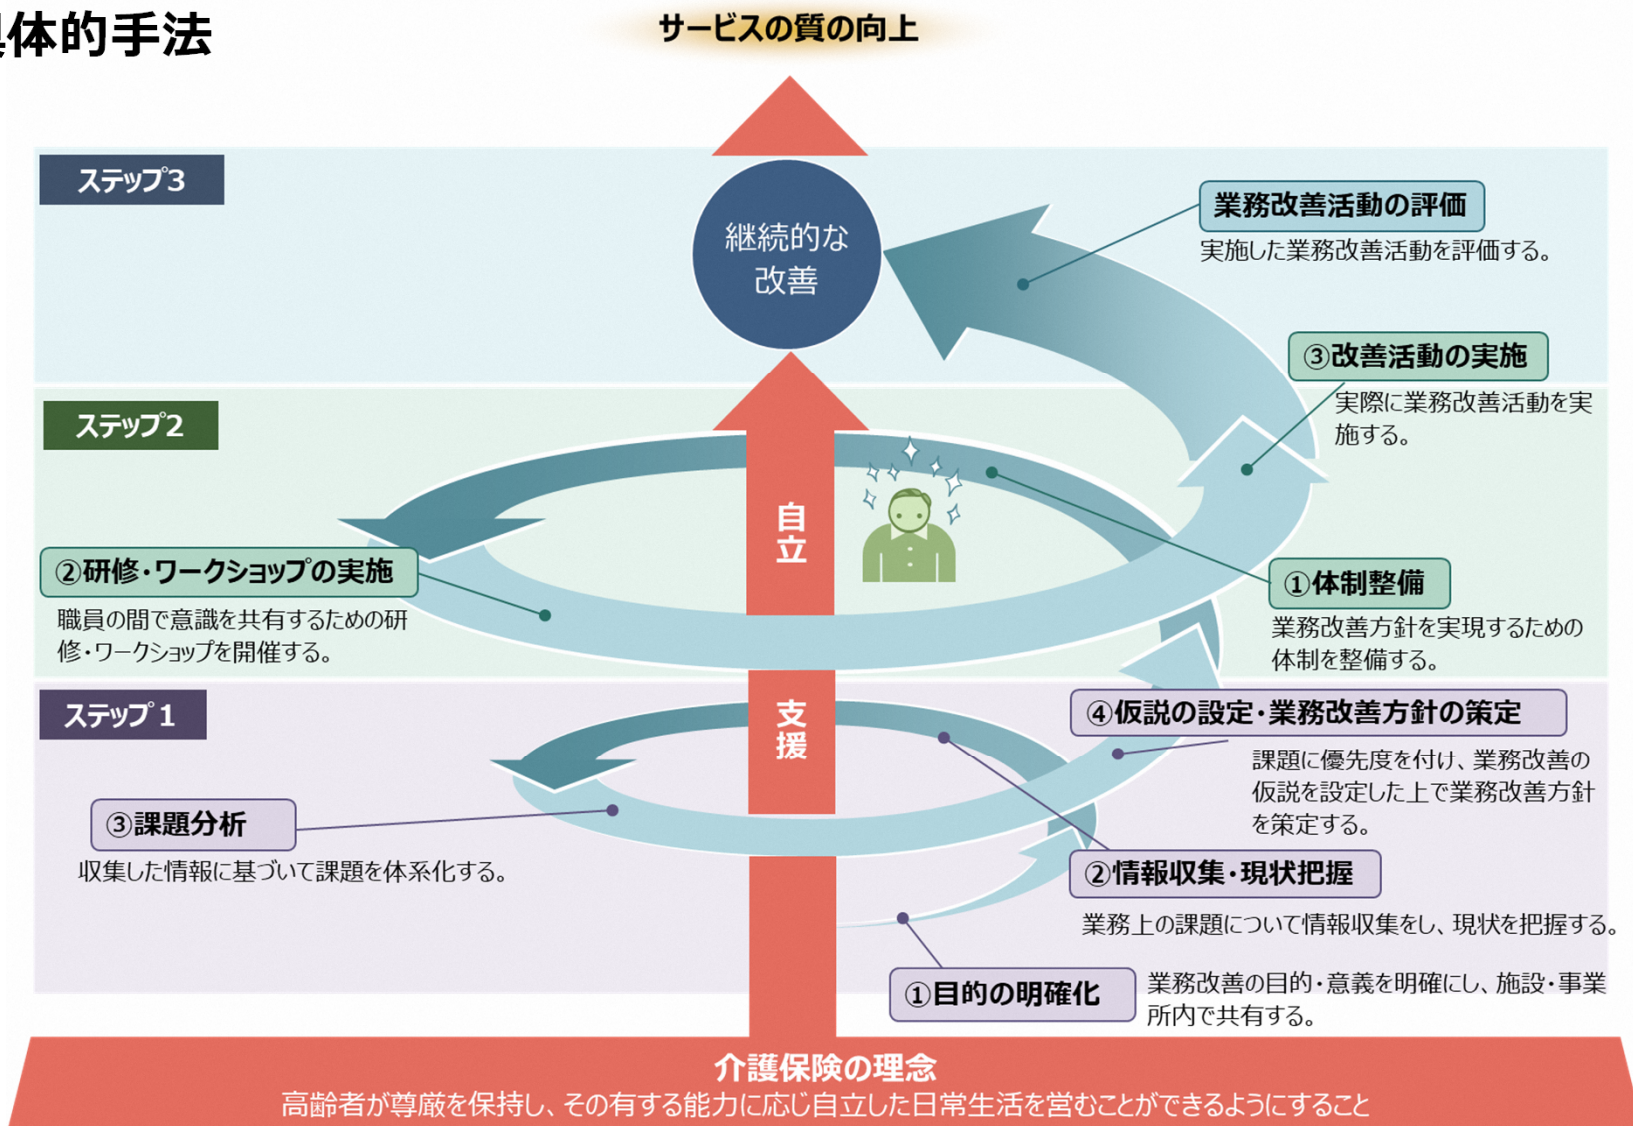 体的手法
サービスの質の向上
ステップ3
継続的な
改善
業務改善活動の評価
実施した業務改善活動を評価する。
③改善活動の実施
実際に業務改善活動を実
施する。
ステップ2
自立
②研修・ワークショップの実施
職員の間で意識を共有するための研
修・ワークショップを開催する。
①体制整備
業務改善方針を実現するための
体制を整備する。
ステップ1
支援
④仮説の設定・業務改善方針の策定
課題に優先度を付け、業務改善の
仮説を設定した上で業務改善方針
を策定する。
③課題分析
収集した情報に基づいて課題を体系化する。
②情報収集・現状把握
業務上の課題について情報収集をし、現状を把握する。
①目的の明確化
業務改善の目的・意義を明確にし、施設・事業
所内で共有する。
介護保険の理念
高齢者が尊厳を保持し、その有する能力に応じ自立した日常生活を営むことができるようにすること